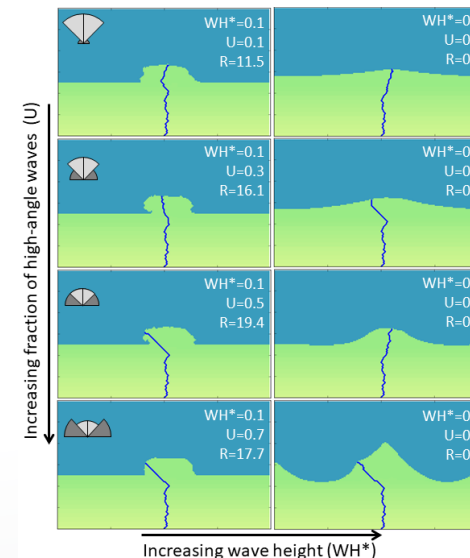 WH*=0.1
U=0.1
R=11.5
WH*=0
U=0
R=0
WH*=0.1
U=0.3
R=16.1
WH*=0
U=0
R=0
WH*=0.1
U=0.5
R=19.4
WH*=0
U=0
R=0
WH*=0.1
U=0.7
R=17.7
WH*=0
U=0
R=0
Increasing fraction of high-angle waves (U)
Increasing wave height (WH*)